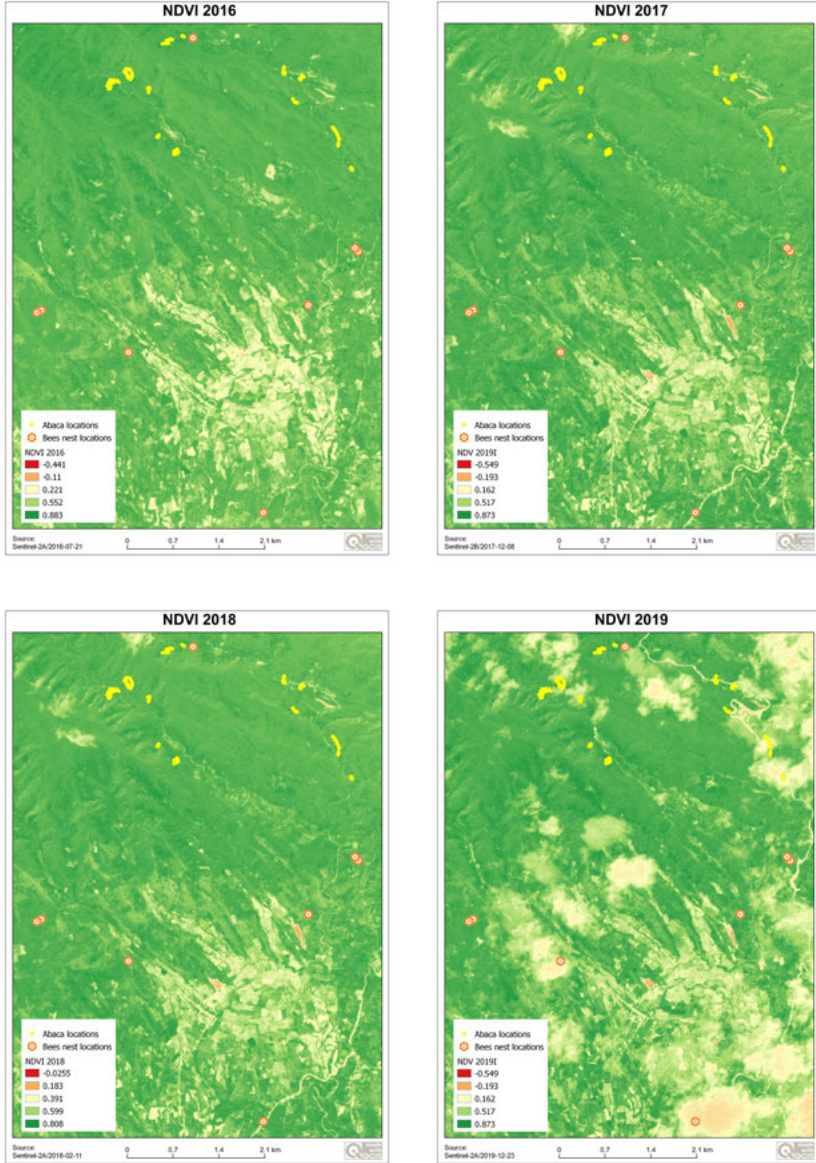 NDVI 2016
Abaca locations
Bees nest locations
NDVI 2016
-0.441
-0.11
0.221
0.552
0.883
Source:
Sentinel-2A/2016-07-21
0 0.7 1.4 2.1 km
NDVI 2017
Abaca locations
Bees nest locations
NDV 2019I
-0.549
-0.193
0.162
0.517
0.873
Source:
Sentinel-2B/2017-12-08
0 0.7 1.4 2.1 km
NDVI 2018
Abaca locations
Bees nest locations
NDVI 2018
-0.0255
0.183
0.391
0.599
0.808
Source:
Sentinel-2A/2018-02-11
0 0.7 1.4 2.1 km
NDVI 2019
Abaca locations
Bees nest locations
NDV 2019I
-0.549
-0.193
0.162
0.517
0.873
Source:
Sentinel-2A/2019-12-23
0 0.7 1.4 2.1 km